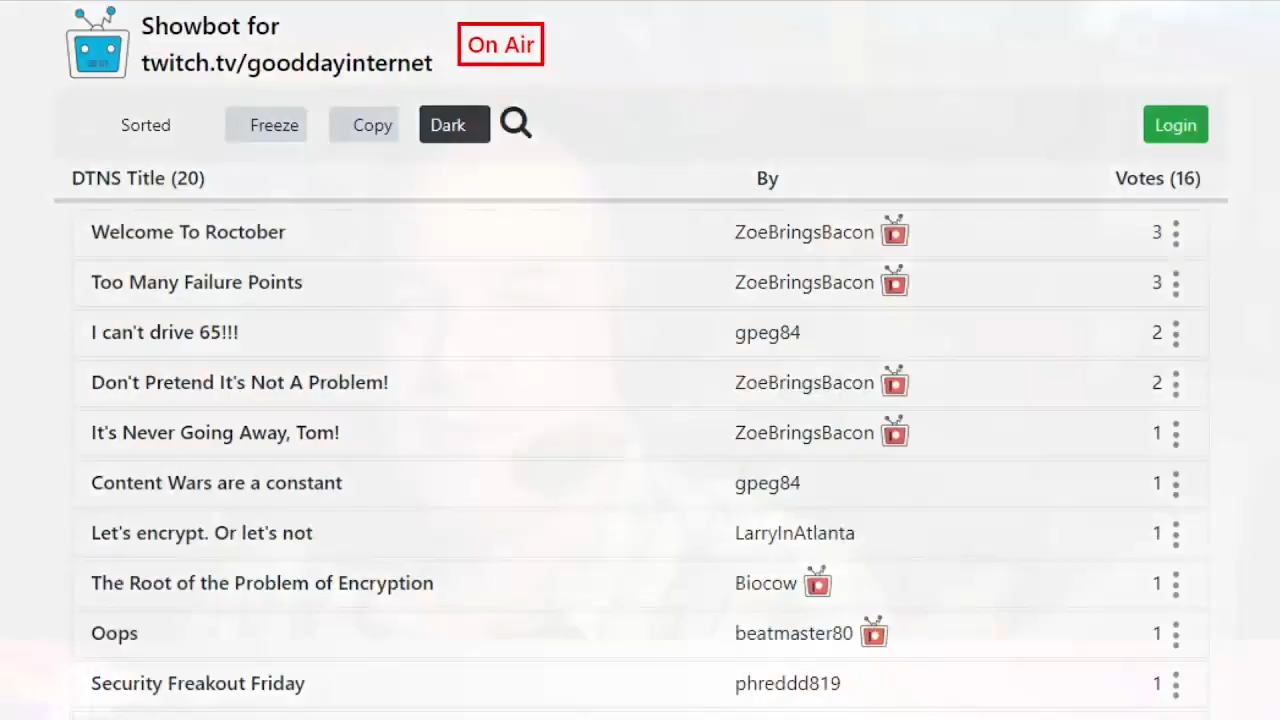 Showbot for
twitch.tv/gooddayinternet
On Air
Sorted Freeze Copy Dark Login
DTNS Title (20) By Votes (16)
Welcome To Roctober ZoeBringsBacon 3
Too Many Failure Points ZoeBringsBacon 3
I can't drive 65!!! gpeg84 2
Don't Pretend It's Not A Problem! ZoeBringsBacon 2
It's Never Going Away, Tom! ZoeBringsBacon 1
Content Wars are a constant gpeg84 1
Let's encrypt. Or let's not LarryInAtlanta 1
The Root of the Problem of Encryption Biocow 1
Oops beatmaster80 1
Security Freakout Friday phreddd819 1